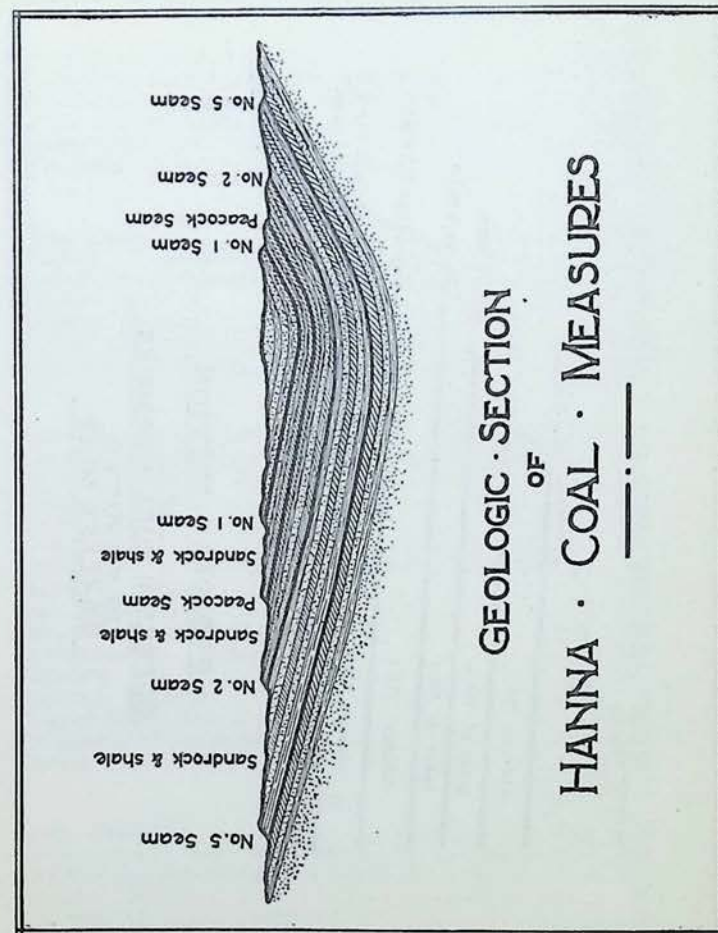 No. 5 Seam
Sandrock & shale
No. 2 Seam
Sandrock & shale
Peacock Seam
Sandrock & shale
No. 1 Seam
No. 1 Seam
Peacock Seam
No. 2 Seam
No. 5 Seam
GEOLOGIC · SECTION
OF
HANNA · COAL · MEASURES